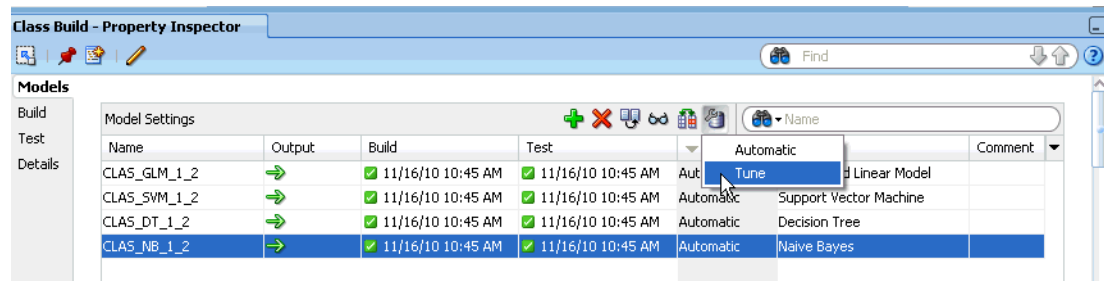 Class Build - Property Inspector
Find
Models
Build
Test
Details
Model Settings
Name
Name Output Build Test Comment
Automatic
Tune
CLAS_GLM_1_2 11/16/10 10:45 AM 11/16/10 10:45 AM Aut d Linear Model
CLAS_SVM_1_2 11/16/10 10:45 AM 11/16/10 10:45 AM Automatic Support Vector Machine
CLAS_DT_1_2 11/16/10 10:45 AM 11/16/10 10:45 AM Automatic Decision Tree
CLAS_NB_1_2 11/16/10 10:45 AM 11/16/10 10:45 AM Automatic Naive Bayes